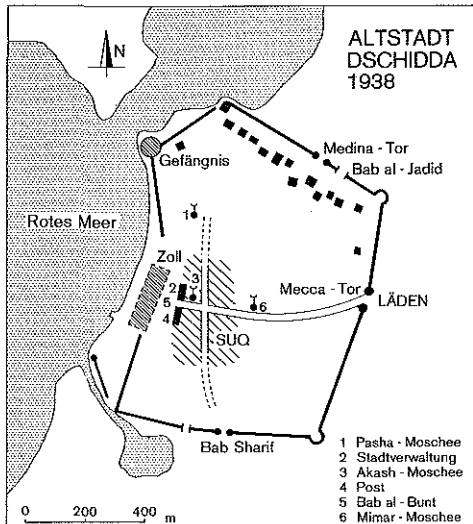 ALTSTADT
DSCHIDDA
1938
N
Medina - Tor
Bab al - Jadid
Gefängnis
Rotes Meer
1
Zoll
3
2
5
4
6
Mecca - Tor
LÄDEN
SUQ
Bab Sharif
1 Pasha - Moschee
2 Stadtverwaltung
3 Akash - Moschee
4 Post
5 Bab al - Bunt
6 Mimar - Moschee
0 200 400 m